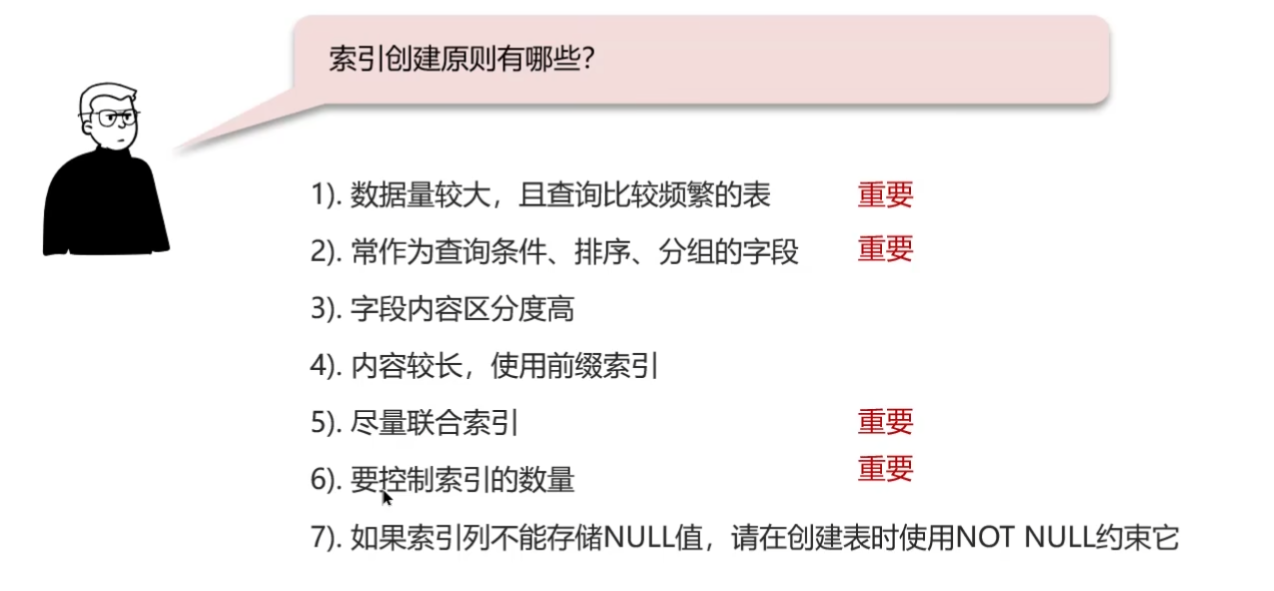 索引创建原则有哪些？
1). 数据量较大，且查询比较频繁的表 重要
2). 常作为查询条件、排序、分组的字段 重要
3). 字段内容区分度高
4). 内容较长，使用前缀索引
5). 尽量联合索引 重要
6). 要控制索引的数量 重要
7). 如果索引列不能存储NULL值，请在创建表时使用NOT NULL约束它